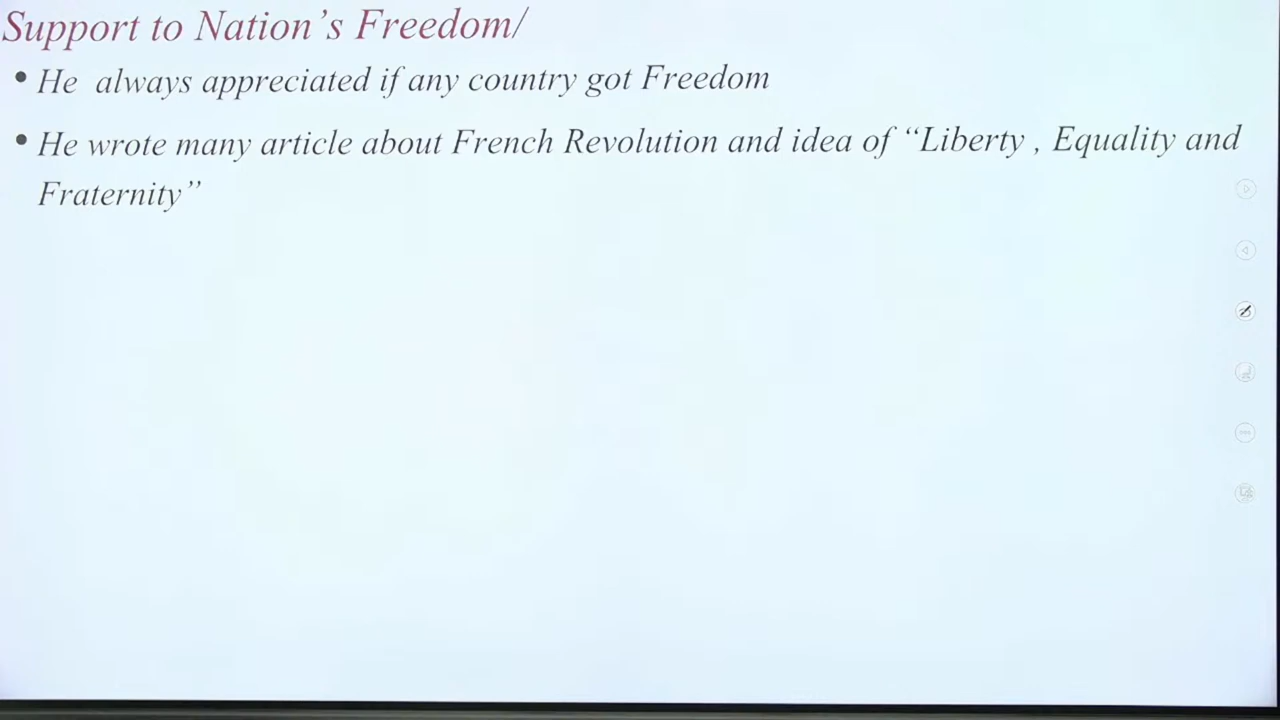 Support to Nation’s Freedom/
• He always appreciated if any country got Freedom
• He wrote many article about French Revolution and idea of “Liberty , Equality and
Fraternity”